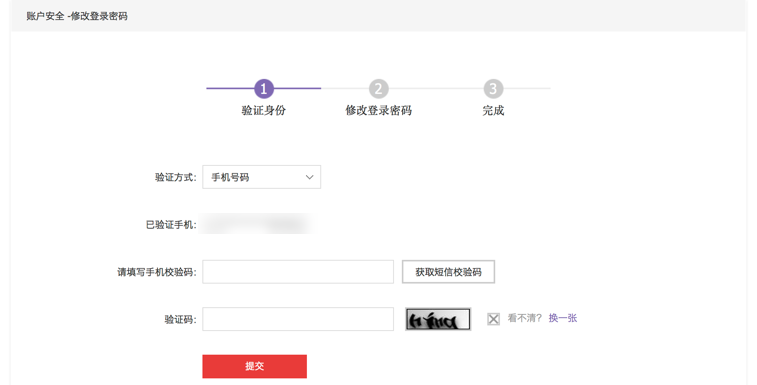 账户安全 -修改登录密码
1 2 3
验证身份 修改登录密码 完成
验证方式： 手机号码
已验证手机：
请填写手机校验码： 获取短信校验码
验证码： 看不清？ 换一张
提交